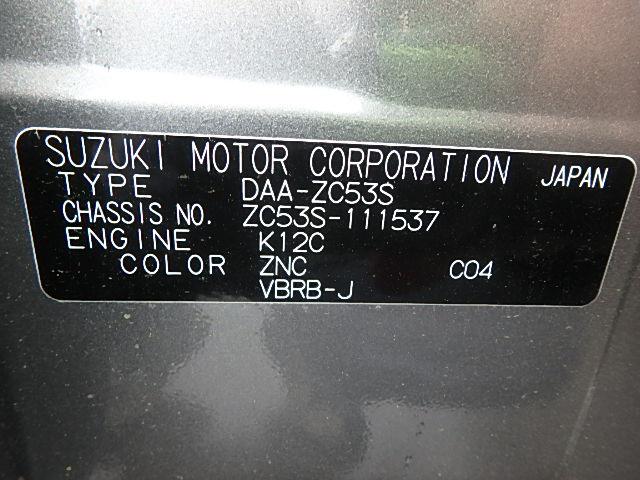 SUZUKI MOTOR CORPORATION JAPAN
TYPE DAA-ZC53S
CHASSIS NO. ZC53S-111537
ENGINE K12C
COLOR ZNC C04
VBRB-J